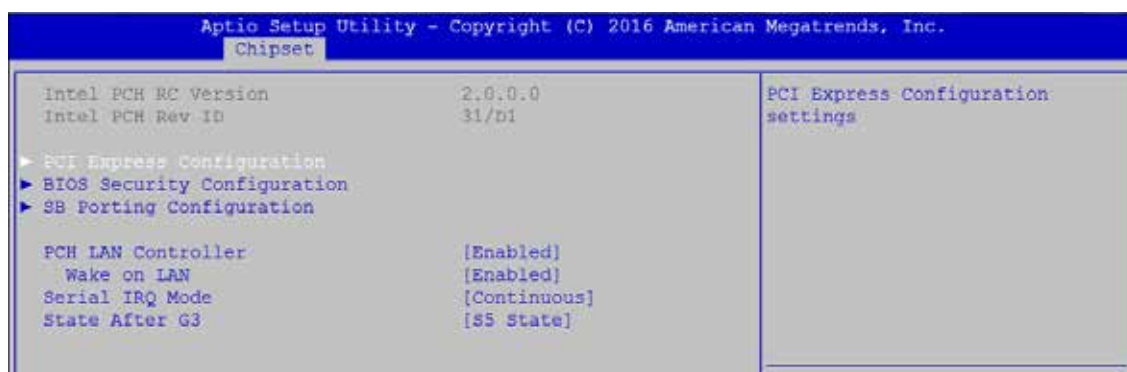 Aptio Setup Utility - Copyright (C) 2016 American Megatrends, Inc.
Chipset
Intel PCH RC Version 2.0.0.0
Intel PCH Rev ID 31/D1
► PCI Express Configuration
► BIOS Security Configuration
► SB Porting Configuration
PCH LAN Controller [Enabled]
Wake on LAN [Enabled]
Serial IRQ Mode [Continuous]
State After G3 [S5 State]
PCI Express Configuration
settings